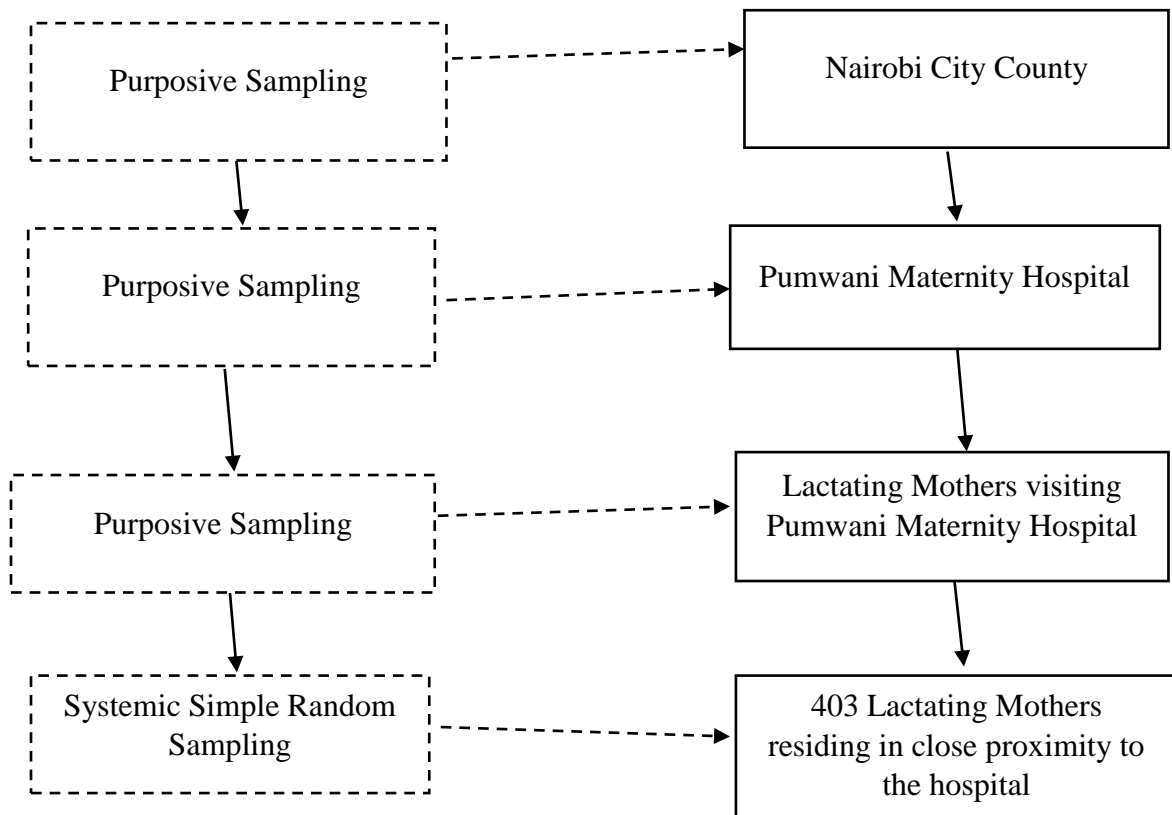 Purposive Sampling
Nairobi City County
Purposive Sampling
Pumwani Maternity Hospital
Purposive Sampling
Lactating Mothers visiting
Pumwani Maternity Hospital
Systemic Simple Random
Sampling
403 Lactating Mothers
residing in close proximity to
the hospital